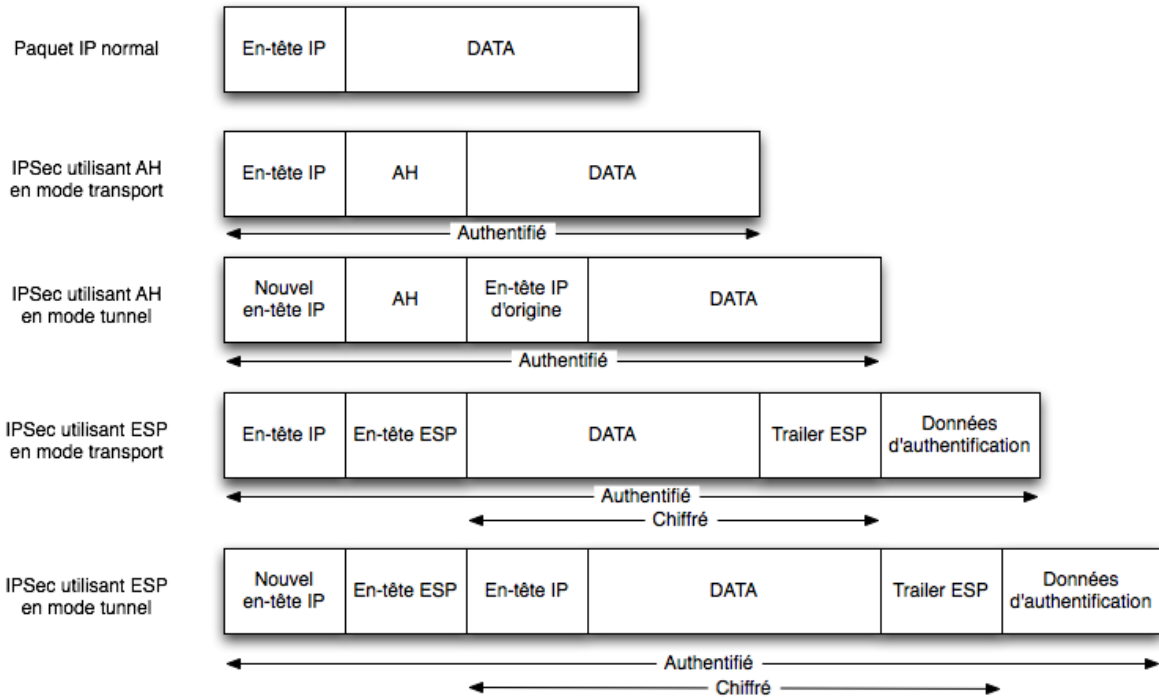 Paquet IP normal
En-tête IP
DATA
IPSec utilisant AH
en mode transport
En-tête IP
AH
DATA
Authentifié
IPSec utilisant AH
en mode tunnel
Nouvel
en-tête IP
AH
En-tête IP
d'origine
DATA
Authentifié
IPSec utilisant ESP
en mode transport
En-tête IP
En-tête ESP
DATA
Trailer ESP
Données
d'authentification
Authentifié
Chiffré
IPSec utilisant ESP
en mode tunnel
Nouvel
en-tête IP
En-tête ESP
En-tête IP
DATA
Trailer ESP
Données
d'authentification
Authentifié
Chiffré